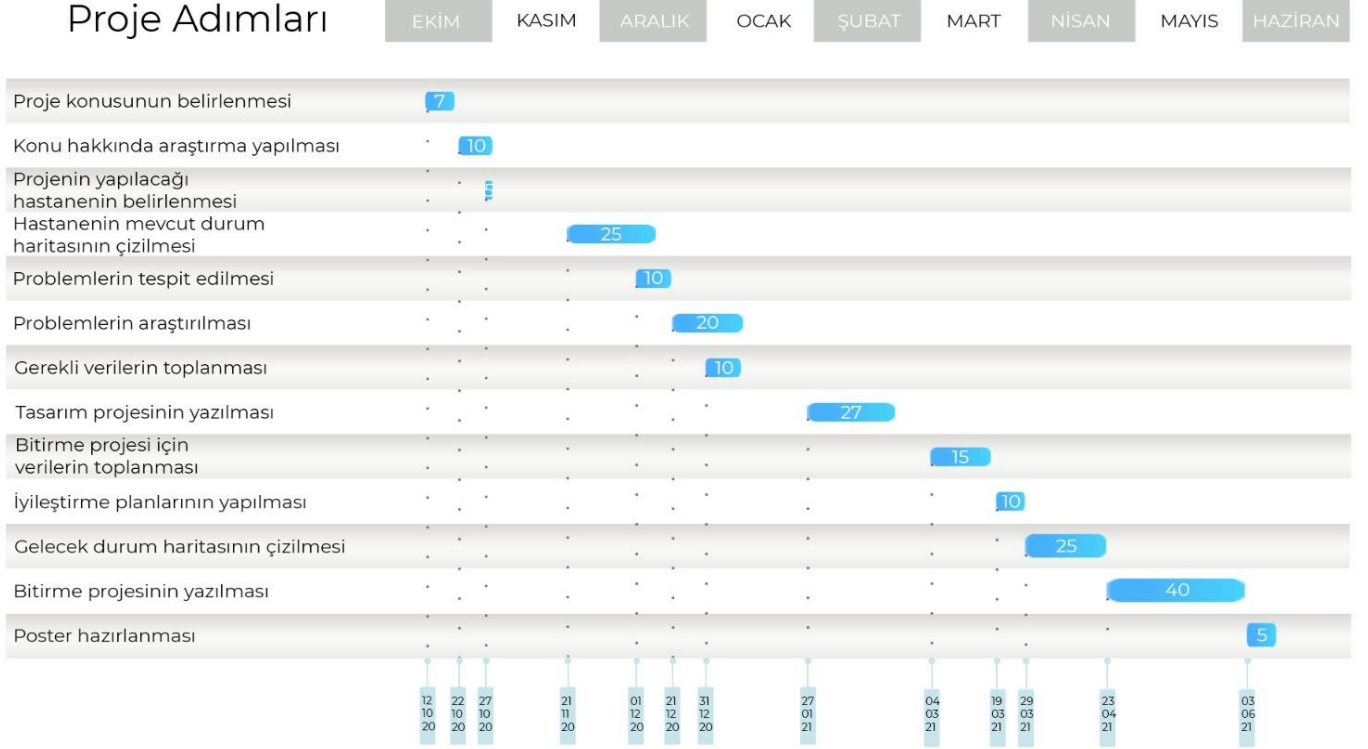 Proje Adımları
EKİM KASIM ARALIK OCAK ŞUBAT MART NİSAN MAYIS HAZİRAN
Proje konusunun belirlenmesi 7
Konu hakkında araştırma yapılması 10
Projenin yapılacağı
hastanenin belirlenmesi
Hastanenin mevcut durum
haritasının çizilmesi 25
Problemlerin tespit edilmesi 10
Problemlerin araştırılması 20
Gerekli verilerin toplanması 10
Tasarım projesinin yazılması 27
Bitirme projesi için
verilerin toplanması 15
İyileştirme planlarının yapılması 10
Gelecek durum haritasının çizilmesi 25
Bitirme projesinin yazılması 40
Poster hazırlanması 5
12 22 27 21 01 21 31 27 04 19 29 23 03
10 10 10 11 12 12 12 01 03 03 03 04 06
20 20 20 20 20 20 20 21 21 21 21 21 21